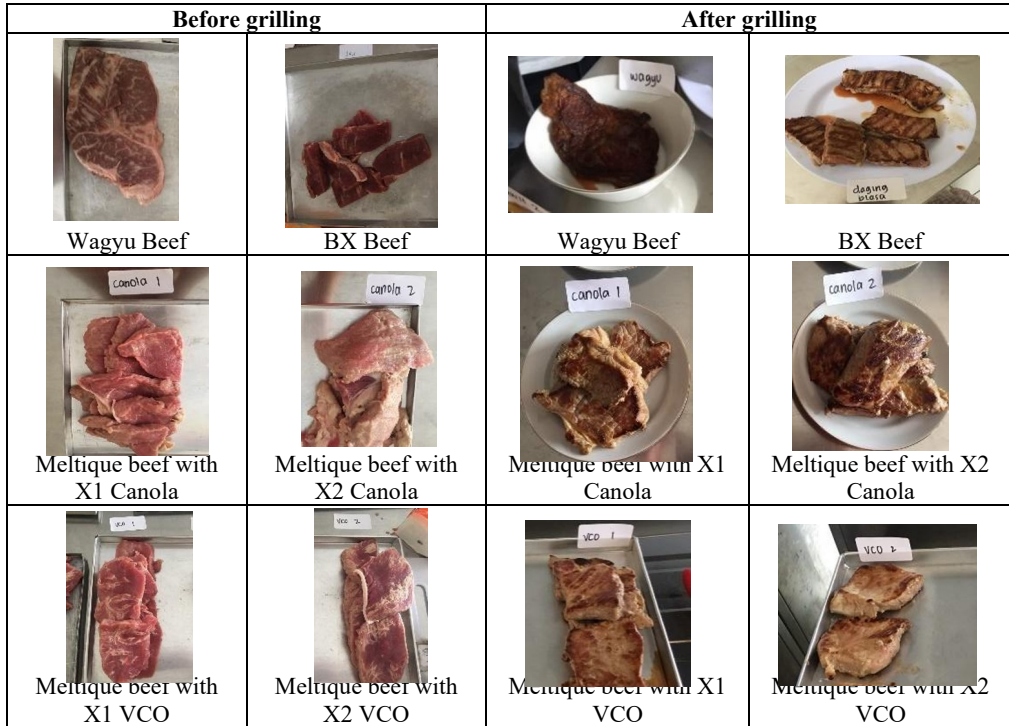 Before grilling
After grilling
wagyu
daging
biasa
Wagyu Beef
BX Beef
Wagyu Beef
BX Beef
canola 1
canola 2
canola 1
canola 2
Meltique beef with
X1 Canola
Meltique beef with
X2 Canola
Meltique beef with X1
Canola
Meltique beef with X2
Canola
VCO 1
VCO 2
VCO 1
VCO 2
Meltique beef with
X1 VCO
Meltique beef with
X2 VCO
Meltique beef with X1
VCO
Meltique beef with X2
VCO